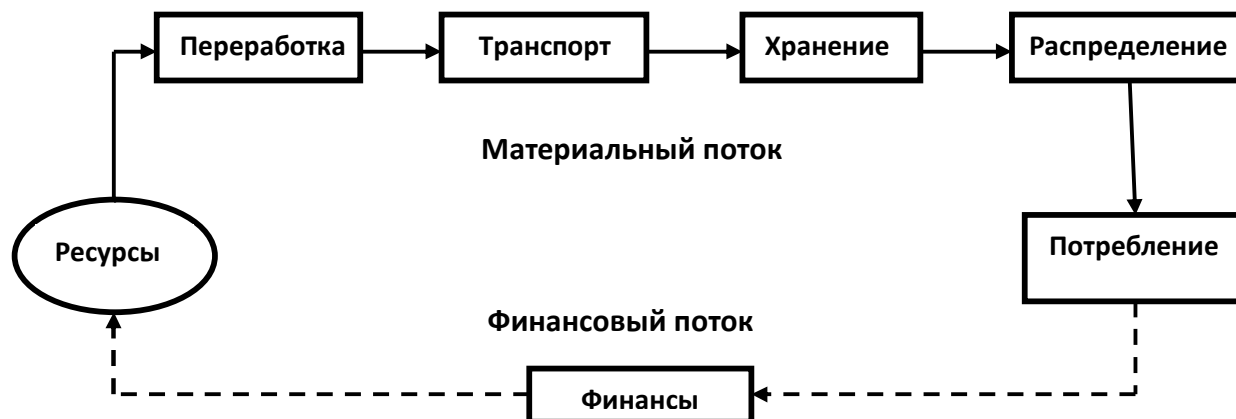 Переработка
Транспорт
Хранение
Распределение
Материальный поток
Ресурсы
Потребление
Финансовый поток
Финансы